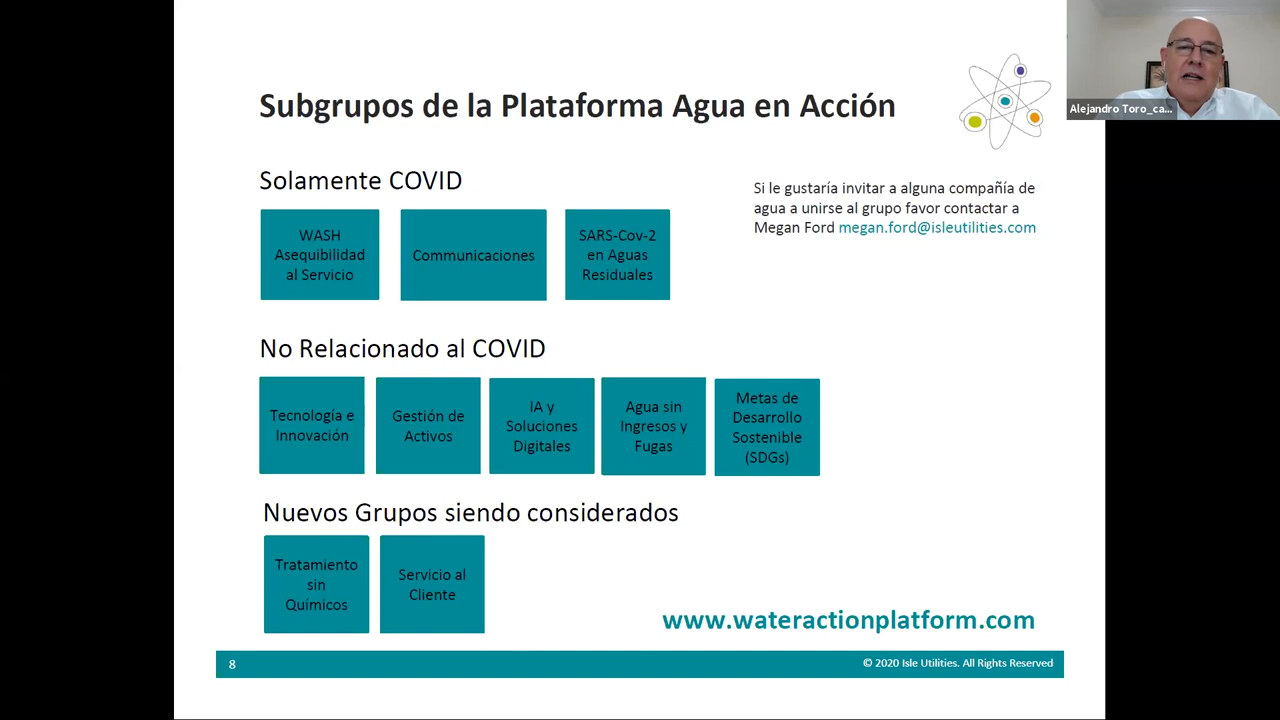 Subgrupos de la Plataforma Agua en Acción
Alejandro Toro_ca...
Solamente COVID
Si le gustaría invitar a alguna compañía de
agua a unirse al grupo favor contactar a
Megan Ford megan.ford@isleutilities.com
WASH
Asequibilidad
al Servicio
Communicaciones
SARS-Cov-2
en Aguas
Residuales
No Relacionado al COVID
Tecnología e
Innovación
Gestión de
Activos
IA y
Soluciones
Digitales
Agua sin
Ingresos y
Fugas
Metas de
Desarrollo
Sostenible
(SDGs)
Nuevos Grupos siendo considerados
Tratamiento
sin
Químicos
Servicio al
Cliente
www.wateractionplatform.com
8
© 2020 Isle Utilities. All Rights Reserved